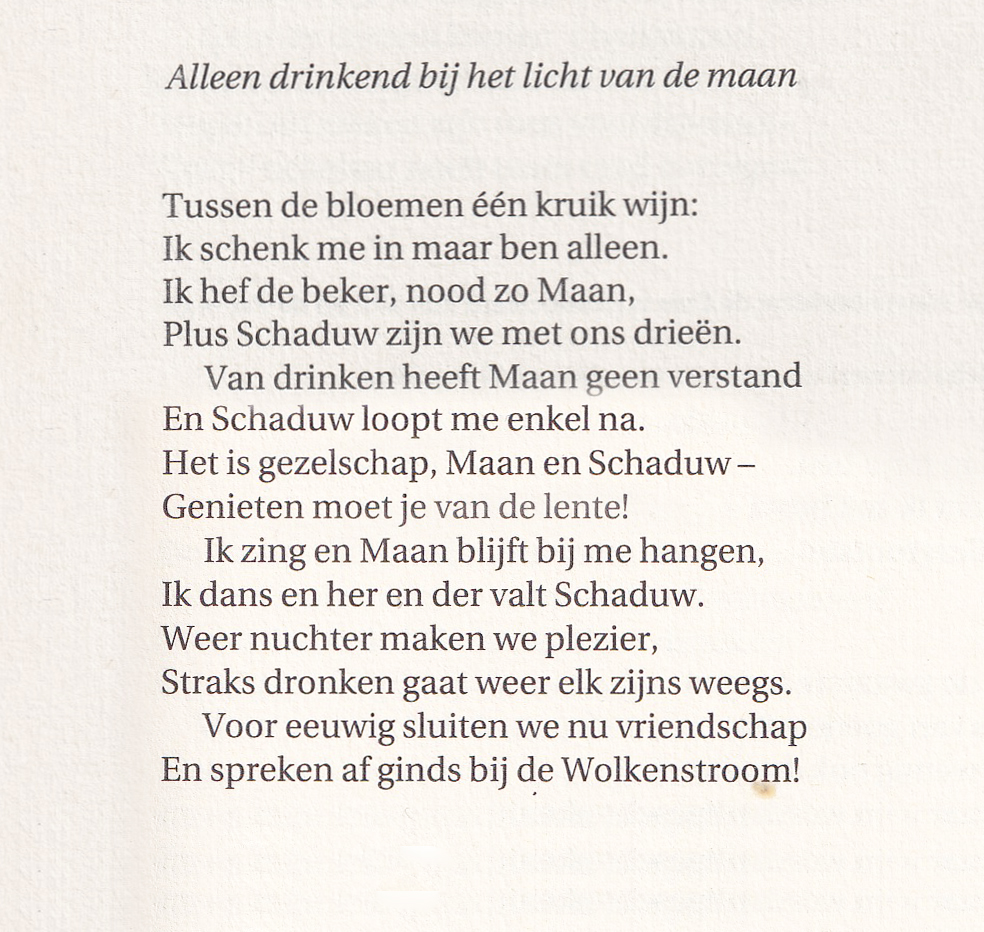 Alleen drinkend bij het licht van de maan
Tussen de bloemen één kruik wijn:
Ik schenk me in maar ben alleen.
Ik hef de beker, nood zo Maan,
Plus Schaduw zijn we met ons drieën.
Van drinken heeft Maan geen verstand
En Schaduw loopt me enkel na.
Het is gezelschap, Maan en Schaduw –
Genieten moet je van de lente!
Ik zing en Maan blijft bij me hangen,
Ik dans en her en der valt Schaduw.
Weer nuchter maken we plezier,
Straks dronken gaat weer elk zijns weegs.
Voor eeuwig sluiten we nu vriendschap
En spreken af ginds bij de Wolkenstroom!